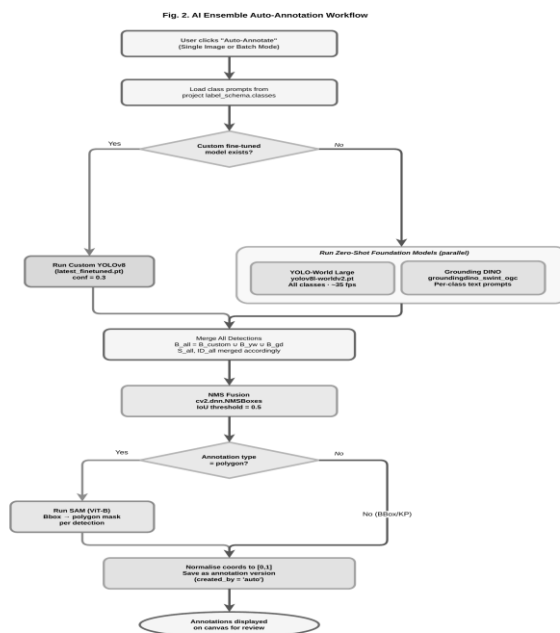 Fig. 2. AI Ensemble Auto-Annotation Workflow
User clicks "Auto-Annotate"
(Single Image or Batch Mode)
Load class prompts from
project label_schema.classes
Custom fine-tuned
model exists?
Yes
No
Run Custom YOLOv8
(latest_finetuned.pt)
conf = 0.3
Run Zero-Shot Foundation Models (parallel)
YOLO-World Large
yolov8l-worldv2.pt
All classes · ~35 fps
Grounding DINO
groundingdino_swint_ogc
Per-class text prompts
Merge All Detections
B_all = B_custom ∪ B_yw ∪ B_gd
S_all, ID_all merged accordingly
NMS Fusion
cv2.dnn.NMSBoxes
IoU threshold = 0.5
Annotation type
= polygon?
Yes
No
Run SAM (ViT-B)
Bbox → polygon mask
per detection
No (BBox/KP)
Normalise coords to [0,1]
Save as annotation version
(created_by = 'auto')
Annotations displayed
on canvas for review